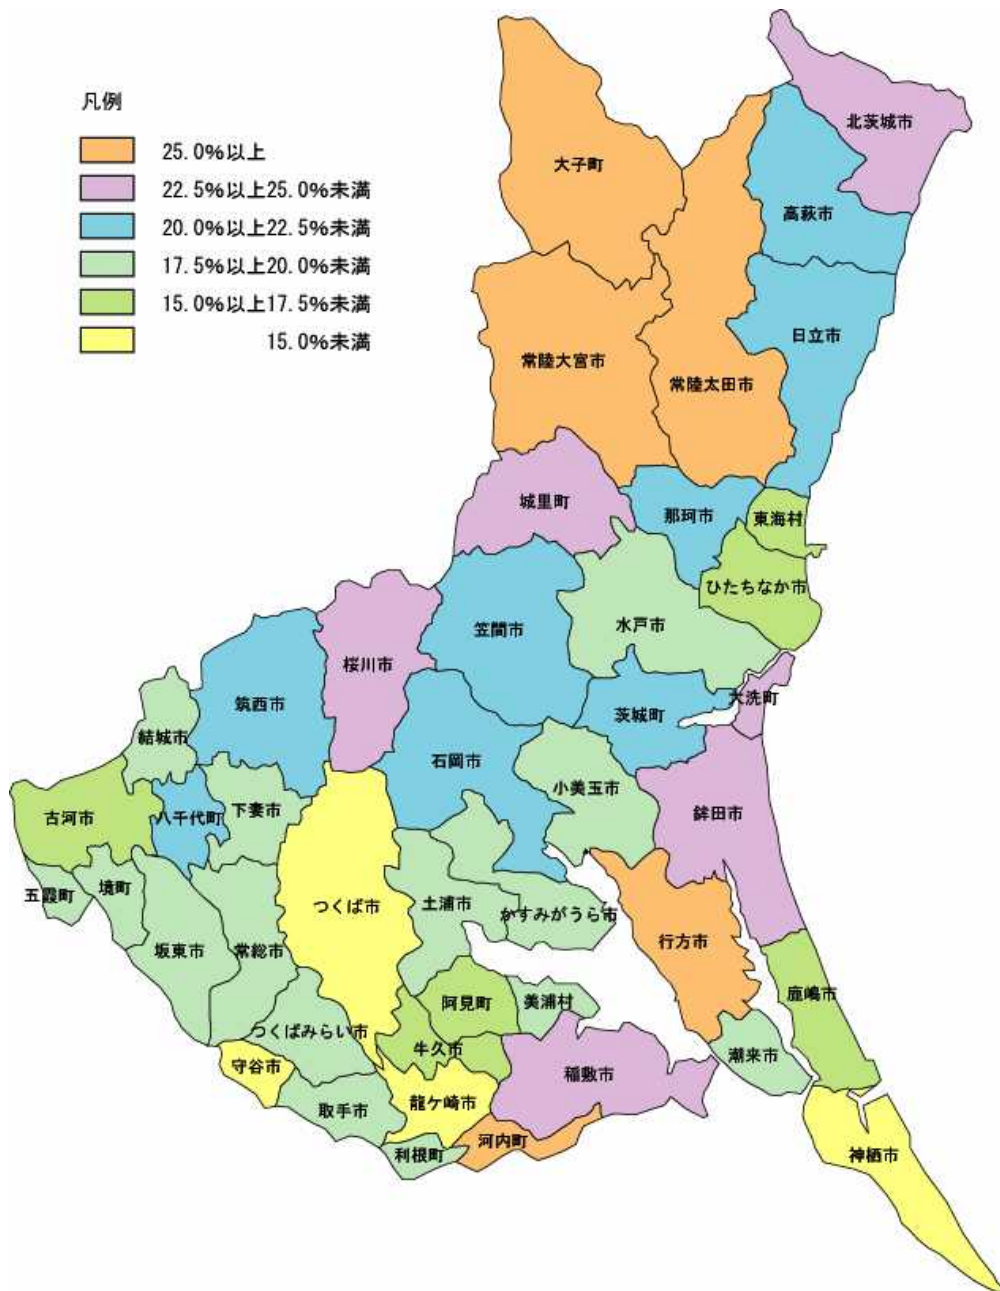 凡例
25.0%以上
22.5%以上25.0%未満
20.0%以上22.5%未満
17.5%以上20.0%未満
15.0%以上17.5%未満
15.0%未満
北茨城市
大子町
高萩市
日立市
常陸大宮市
常陸太田市
城里町
那珂市
東海村
ひたちなか市
笠間市
水戸市
桜川市
筑西市
大洗町
茨城町
結城市
石岡市
小美玉市
古河市
八千代町
下妻市
鉾田市
五霞町
境町
つくば市
土浦市
かすみがうら市
坂東市
常総市
行方市
鹿嶋市
阿見町
美浦村
つくばみらい市
牛久市
潮来市
守谷市
稲敷市
取手市
龍ケ崎市
河内町
利根町
神栖市